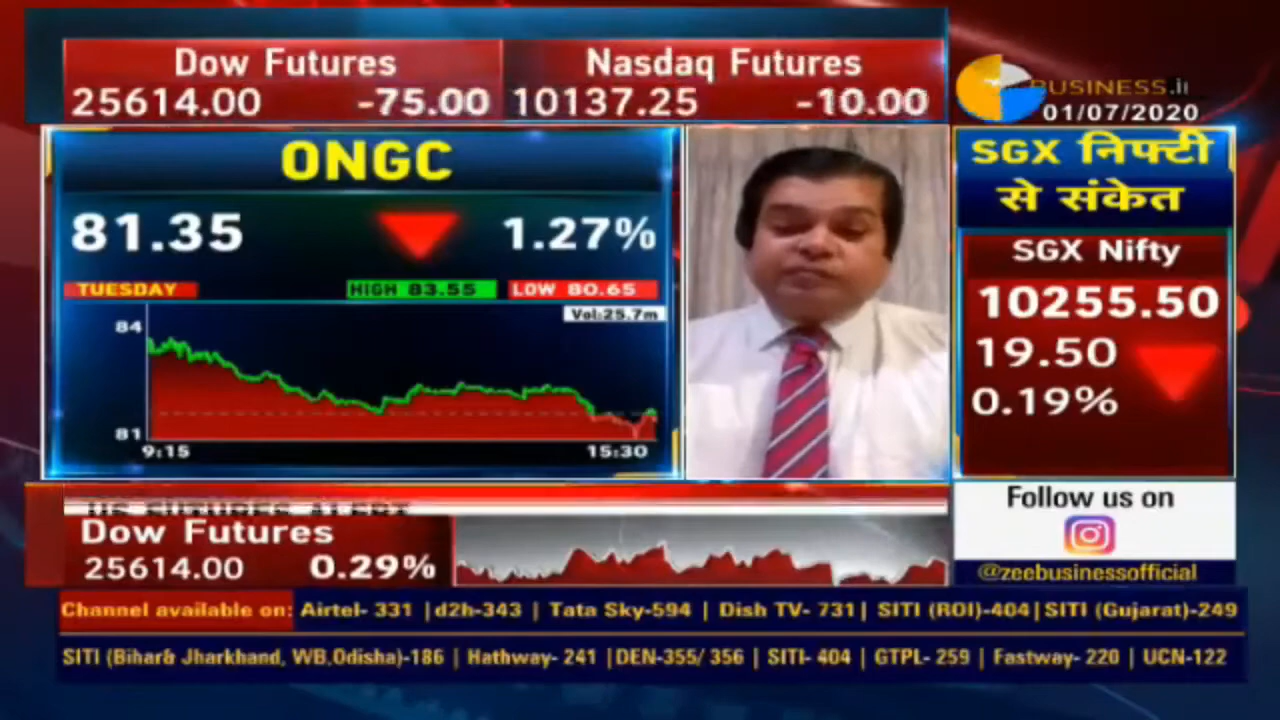 Dow Futures
25614.00 -75.00
Nasdaq Futures
10137.25 -10.00
BUSINESS
01/07/2020
ONGC
81.35 1.27%
TUESDAY HIGH 83.55 LOW 80.65
Vol:25.7m
84
81
9:15 15:30
SGX निफ्टी
से संकेत
SGX Nifty
10255.50
19.50
0.19%
US FUTURES ALERT
Dow Futures
25614.00 0.29%
Follow us on
@zeebusinessofficial
Channel available on: Airtel- 331 |d2h-343 | Tata Sky-594 | Dish TV- 731| SITI (ROI)-404| SITI (Gujarat)-249
SITI (Bihar& Jharkhand, WB,Odisha)-186 | Hathway- 241 |DEN-355/ 356 | SITI- 404 | GTPL- 259 | Fastway- 220 | UCN-122